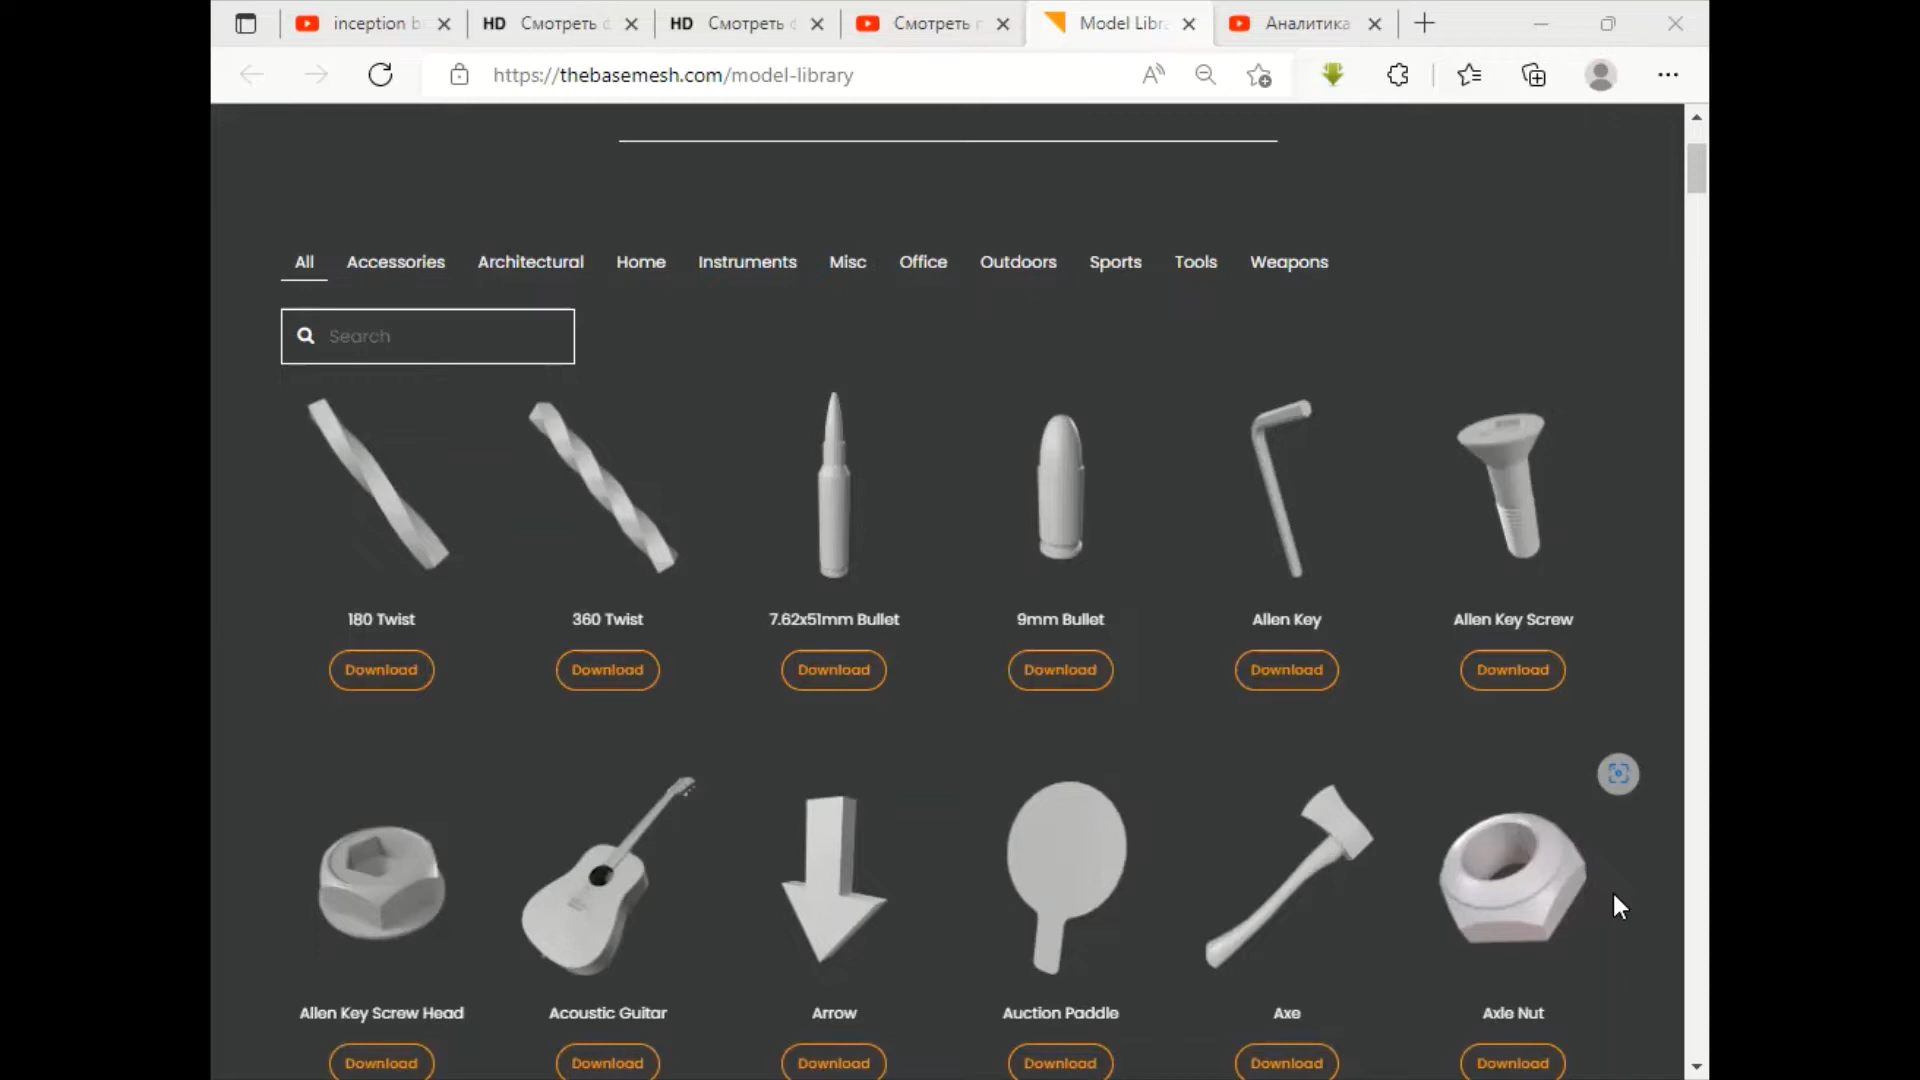 inception b
HD Смотреть
HD Смотреть
Смотреть
Model Libr
Аналитика
https://thebasemesh.com/model-library
All Accessories Architectural Home Instruments Misc Office Outdoors Sports Tools Weapons
Search
180 Twist 360 Twist 7.62x51mm Bullet 9mm Bullet Allen Key Allen Key Screw
Download Download Download Download Download Download
Allen Key Screw Head Acoustic Guitar Arrow Auction Paddle Axe Axle Nut
Download Download Download Download Download Download